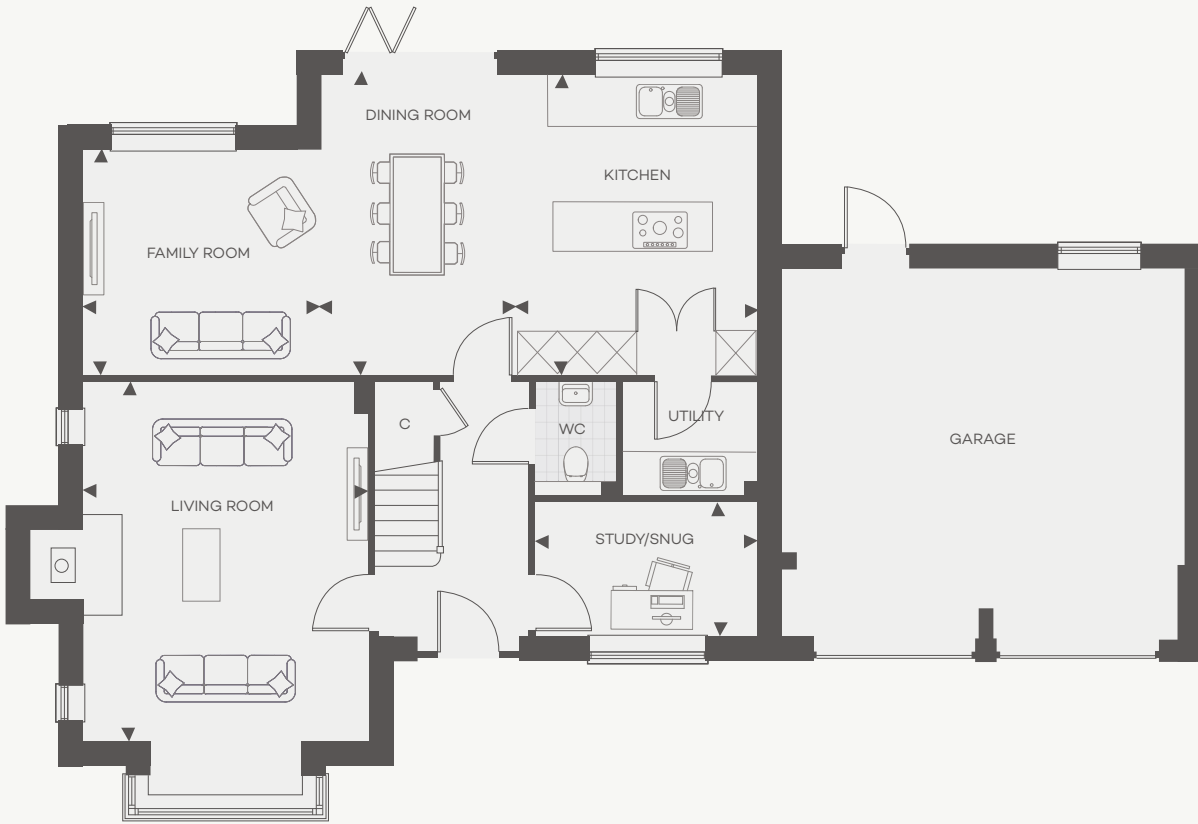 DINING ROOM
KITCHEN
FAMILY ROOM
C
WC
UTILITY
GARAGE
LIVING ROOM
STUDY/SNUG